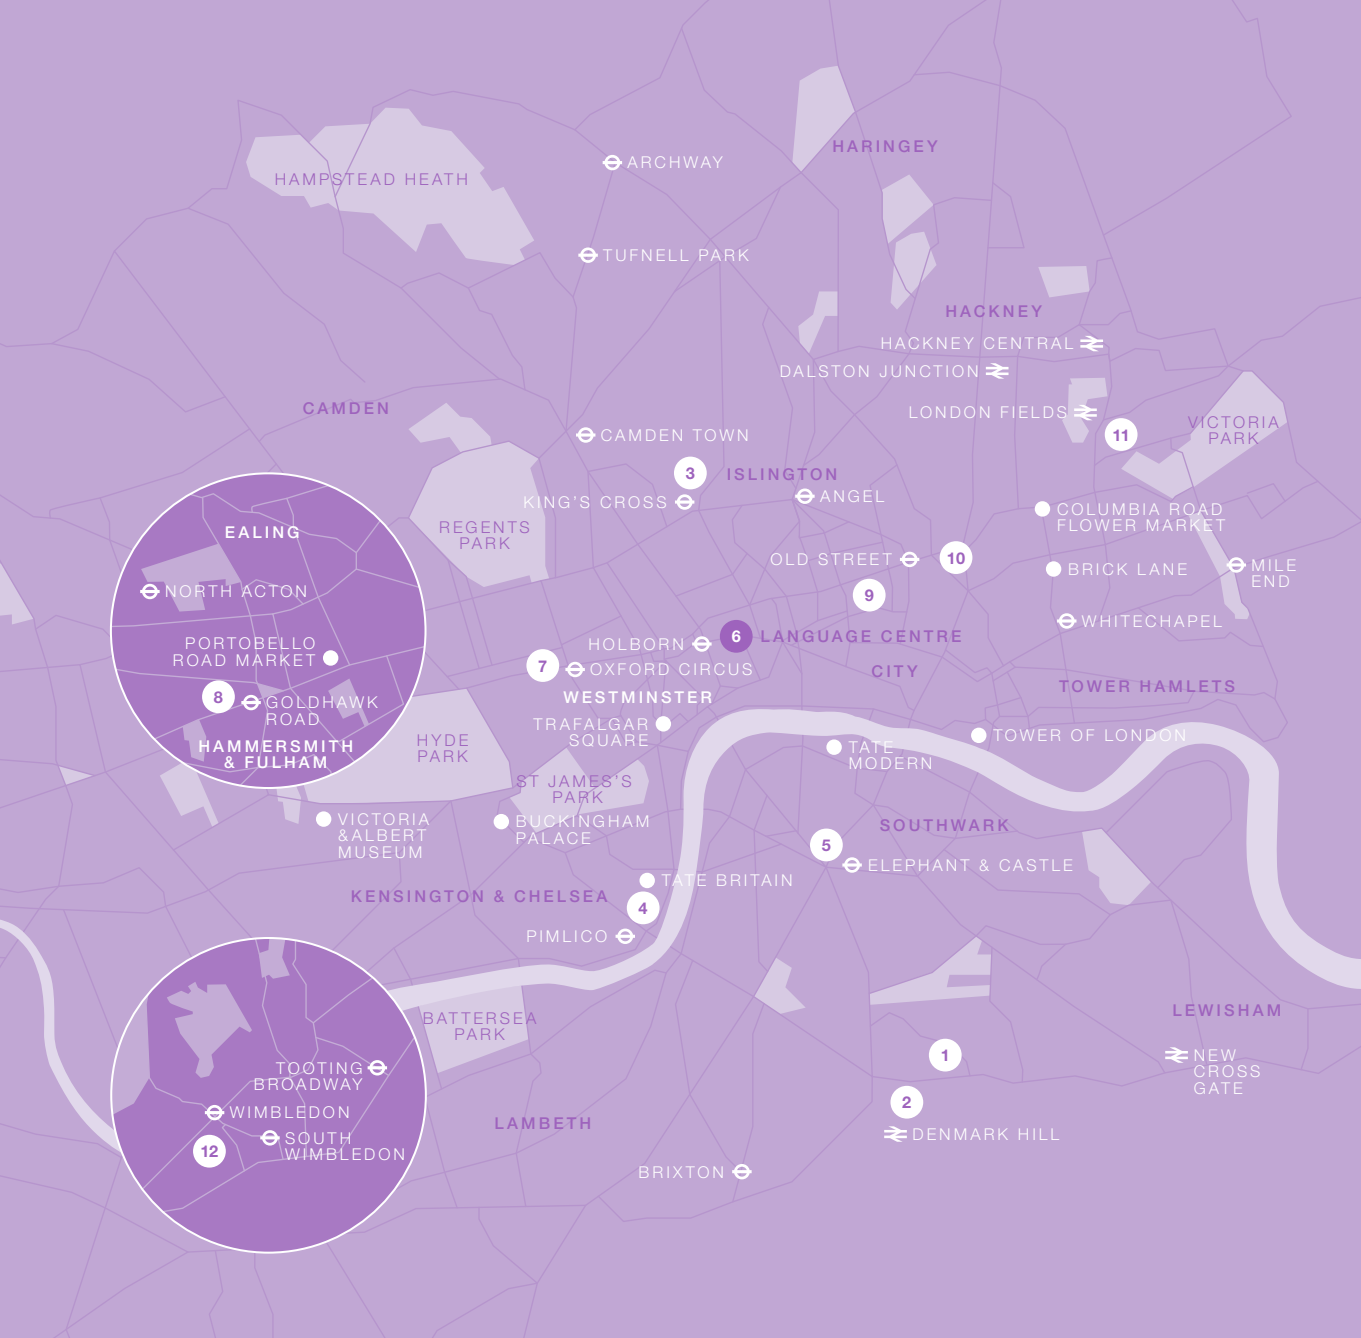 HARINGEY
ARCHWAY
HAMPSTEAD HEATH
TUFNELL PARK
HACKNEY
HACKNEY CENTRAL
DALSTON JUNCTION
CAMDEN
LONDON FIELDS
VICTORIA
PARK
CAMDEN TOWN
11
3
ISLINGTON
KING'S CROSS
ANGEL
COLUMBIA ROAD
FLOWER MARKET
REGENTS
PARK
EALING
OLD STREET
10
BRICK LANE
MILE
END
NORTH ACTON
9
WHITECHAPEL
PORTOBELLO
ROAD MARKET
HOLBORN
6
LANGUAGE CENTRE
7
OXFORD CIRCUS
CITY
TOWER HAMLETS
8
GOLDHAWK
ROAD
WESTMINSTER
TRAFALGAR
SQUARE
TOWER OF LONDON
HAMMERSMITH
& FULHAM
HYDE
PARK
TATE
MODERN
ST JAMES'S
PARK
VICTORIA
&ALBERT
MUSEUM
BUCKINGHAM
PALACE
SOUTHWARK
5
ELEPHANT & CASTLE
TATE BRITAIN
KENSINGTON & CHELSEA
4
PIMLICO
BATTERSEA
PARK
LEWISHAM
1
NEW
CROSS
GATE
TOOTING
BROADWAY
2
WIMBLEDON
LAMBETH
DENMARK HILL
SOUTH
WIMBLEDON
12
BRIXTON